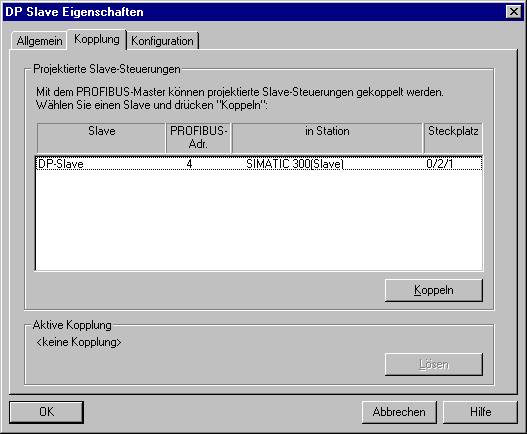 DP Slave Eigenschaften
Allgemein Kopplung Konfiguration
Projektierte Slave-Steuerungen
Mit dem PROFIBUS-Master können projektierte Slave-Steuerungen gekoppelt werden.
Wählen Sie einen Slave und drücken "Koppeln":
Slave PROFIBUS-Adr. in Station Steckplatz
DP-Slave 4 SIMATIC 300(Slave) 0/2/1
Koppeln
Aktive Kopplung
<keine Kopplung>
Lösen
OK Abbrechen Hilfe